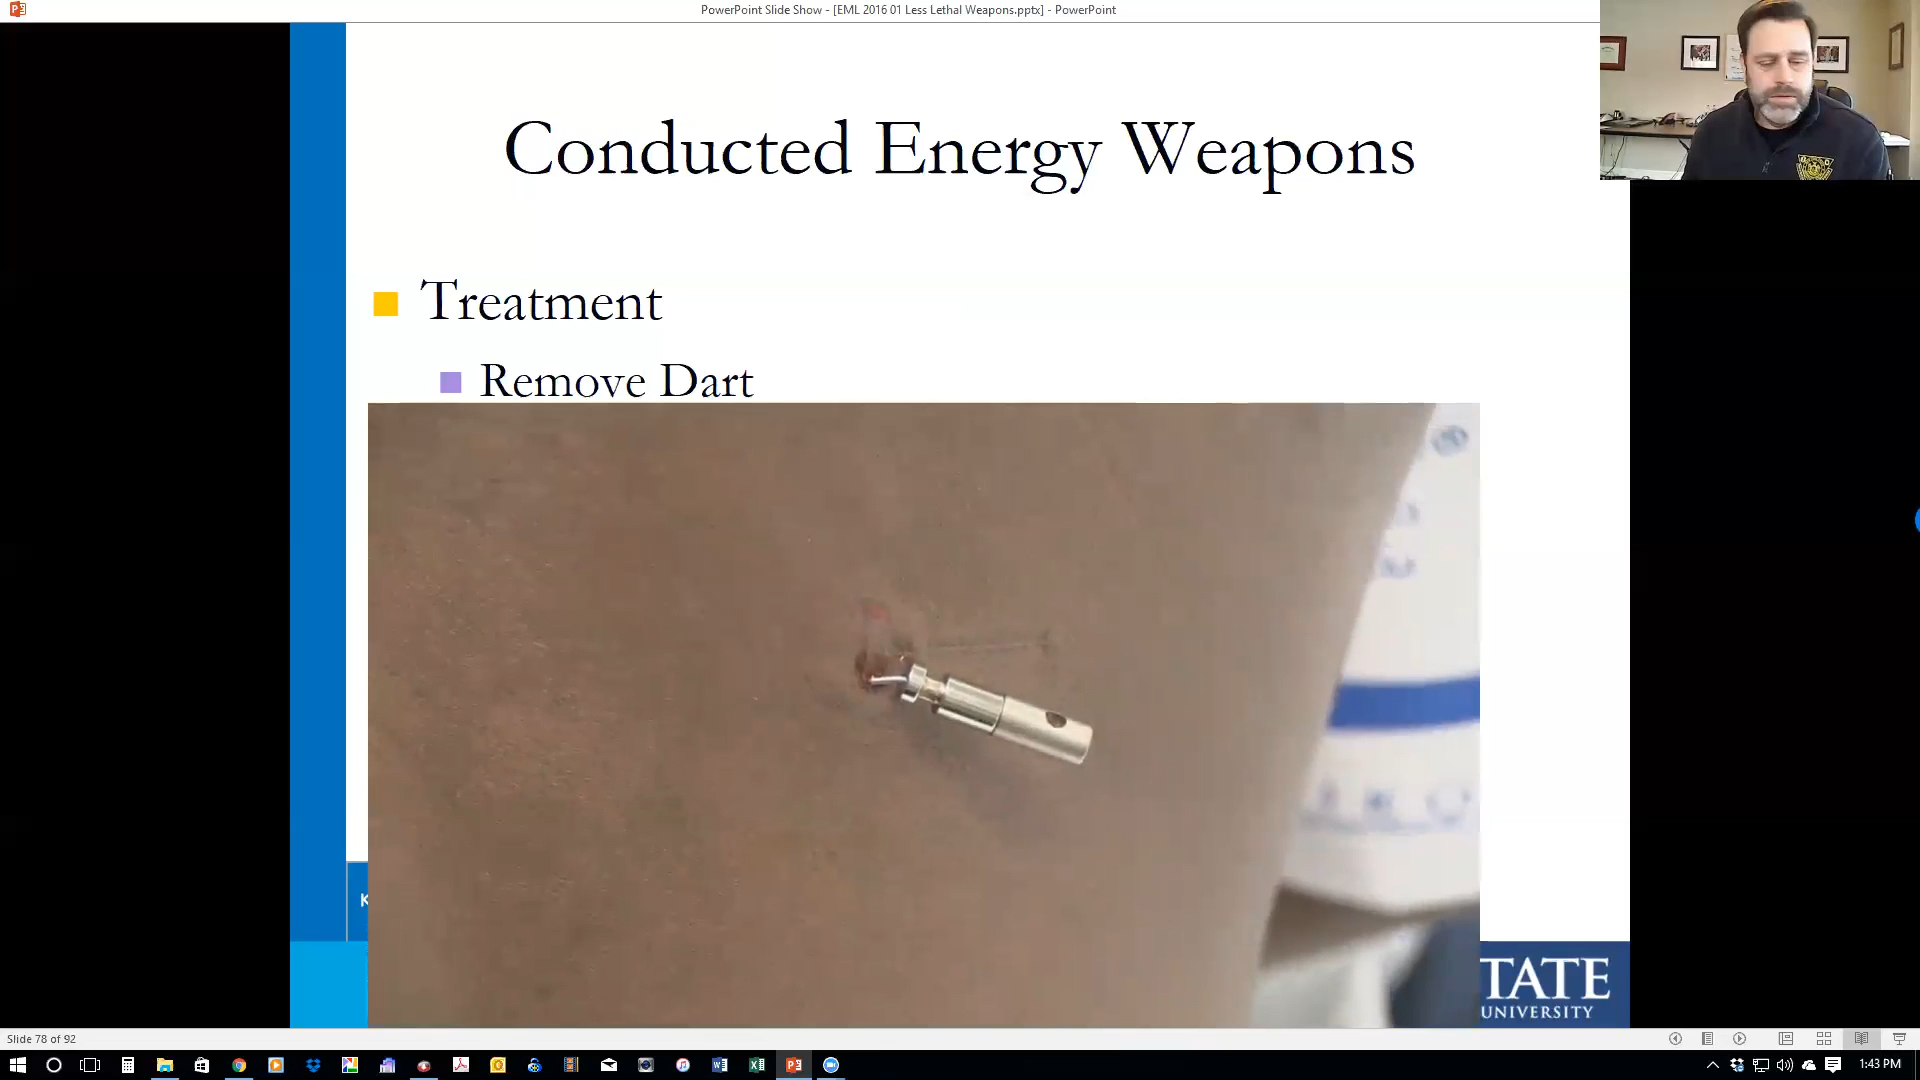 PowerPoint Slide Show - [EML 2016 01 Less Lethal Weapons.pptx] - PowerPoint
Conducted Energy Weapons
Treatment
Remove Dart
K
TATE
UNIVERSITY
Slide 78 of 92
1:43 PM